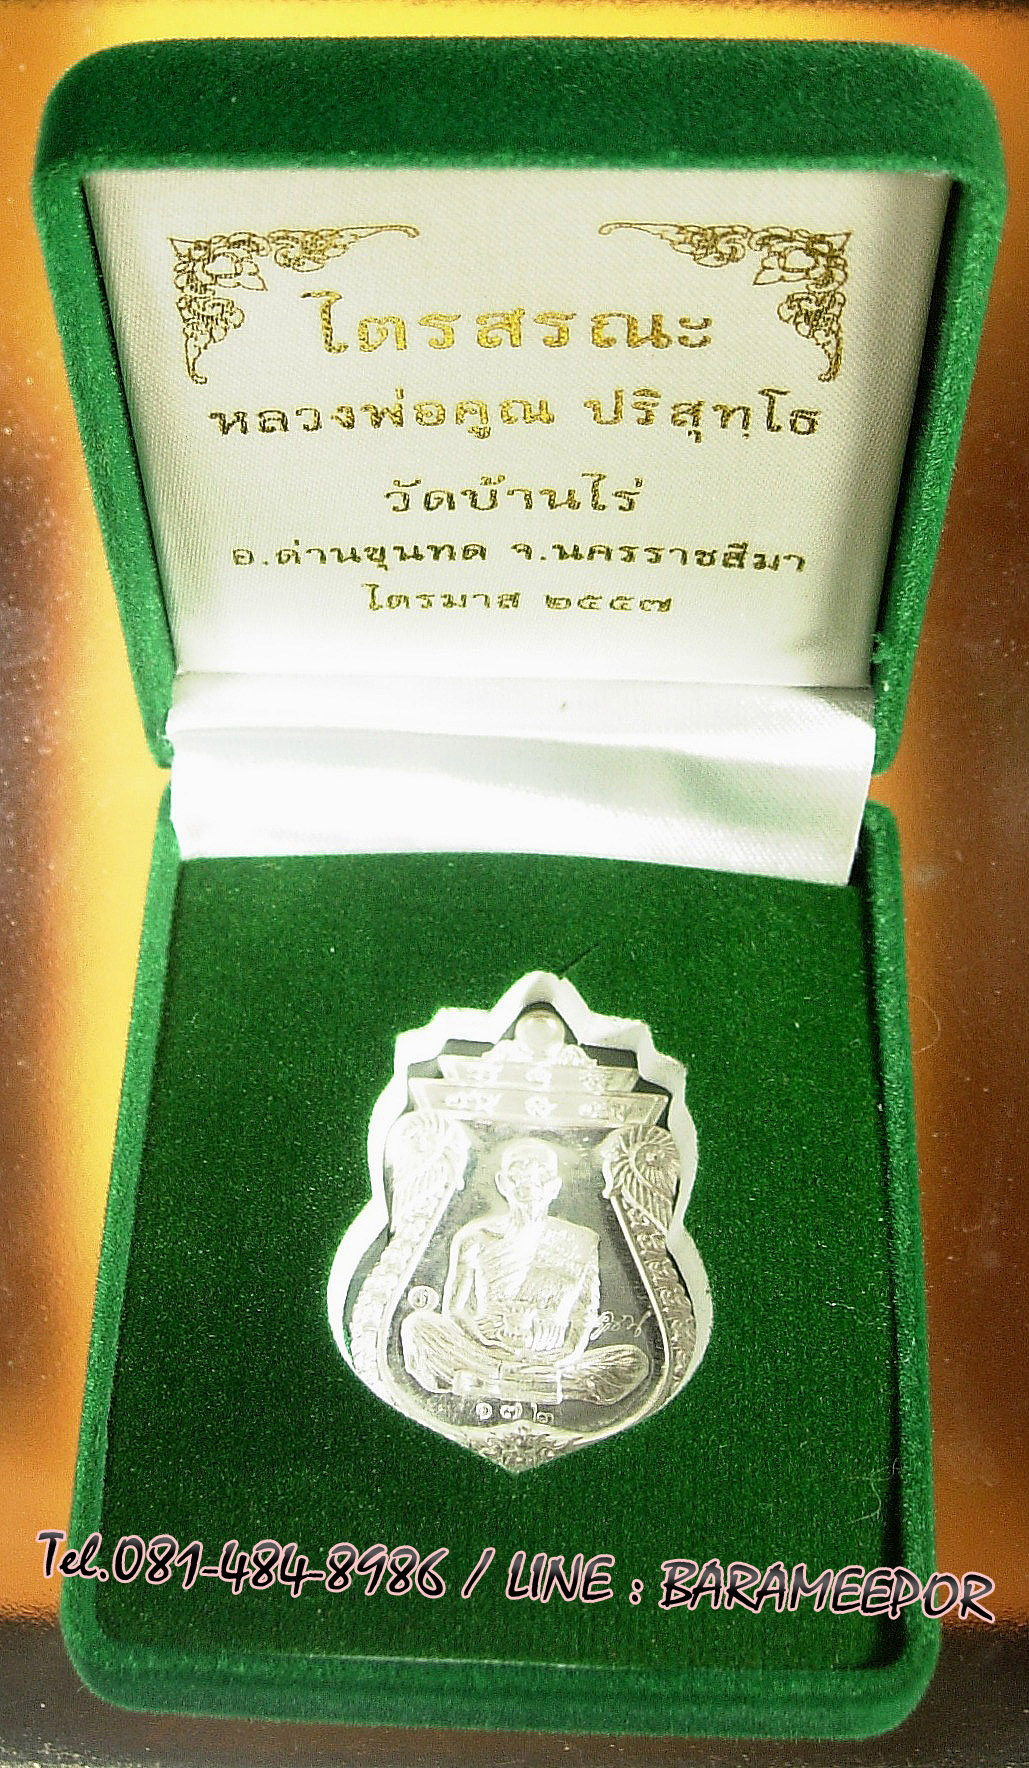 ไตรสรณะ
หลวงพ่อคูณ ปริสุทฺโธ
วัดบ้านไร่
อ.ด่านขุนทด จ.นครราชสีมา
ไตรมาส ๒๕๕๗
๑๓๒
Tel.081-484-8986 / LINE : BARAMEEPOR